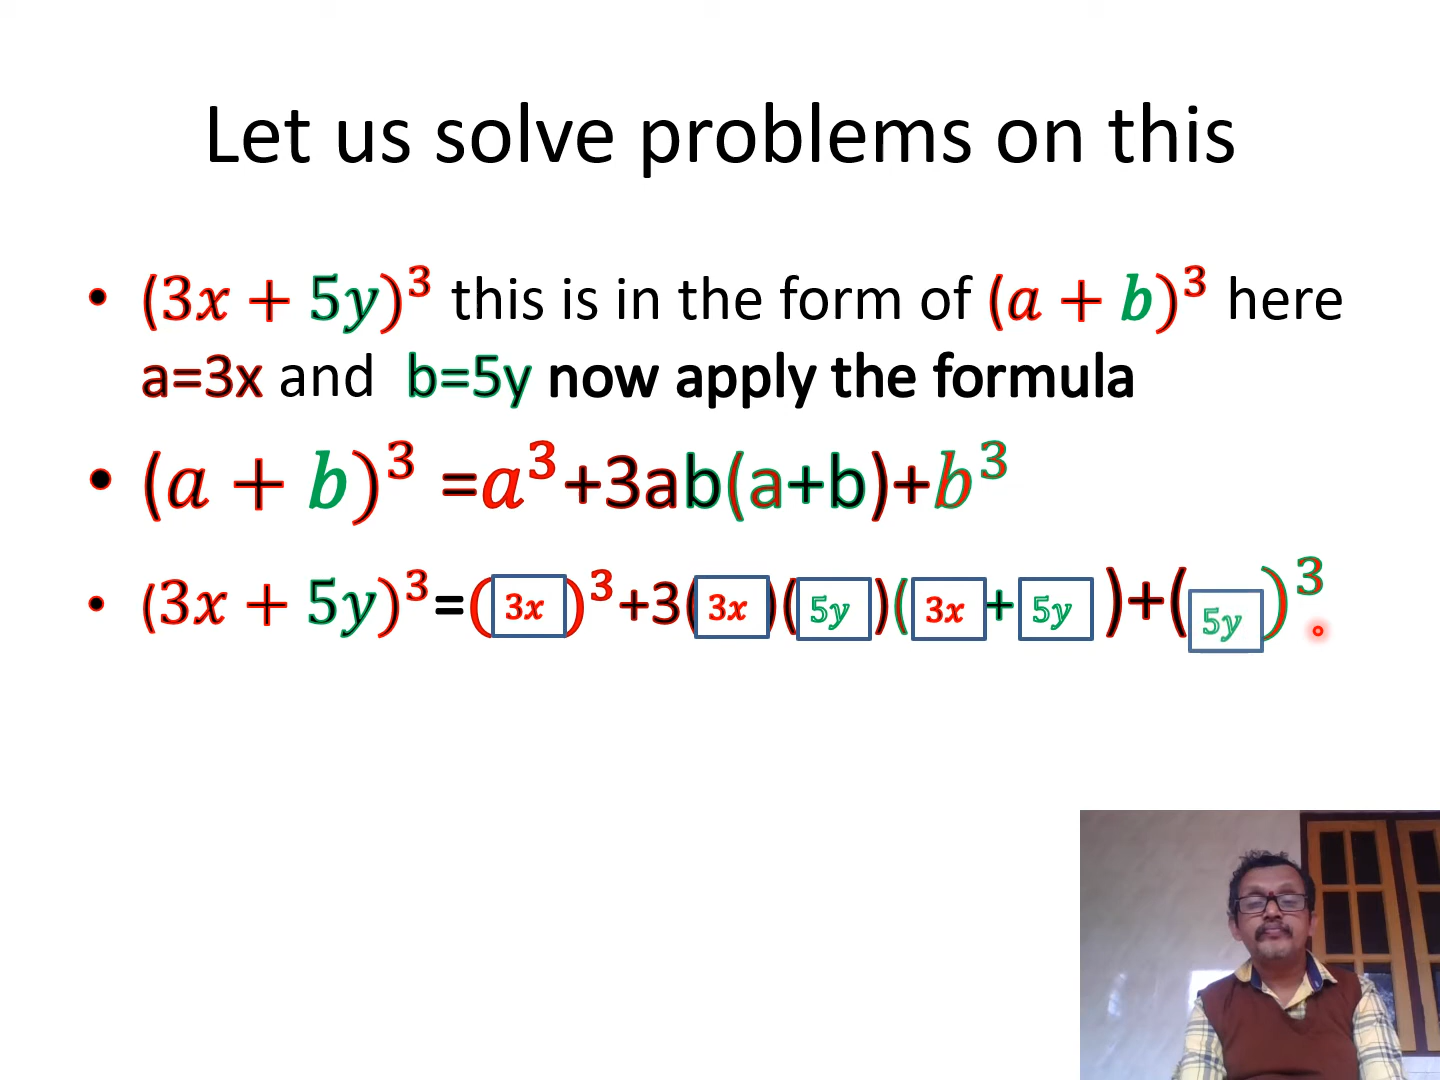 Let us solve problems on this
• (3x + 5y)³ this is in the form of (a + b)³ here
a=3x and b=5y now apply the formula
• (a + b)³ =a³+3ab(a+b)+b³
• (3x + 5y)³=(3x)³+3(3x)(5y)(3x+5y)+(5y)³